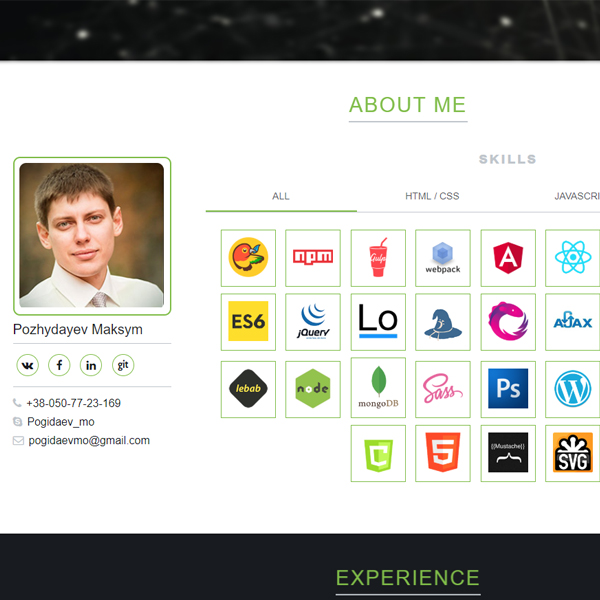 ABOUT ME
SKILLS
ALL HTML / CSS JAVASCRI
npm Gulp webpack A
ES6 jQuery Lo AJAX
lebab node mongoDB Sass Ps W
5 {{Mustache}} SVG
Pozhydayev Maksym
f in git
+38-050-77-23-169
Pogidaev_mo
pogidaevmo@gmail.com
EXPERIENCE